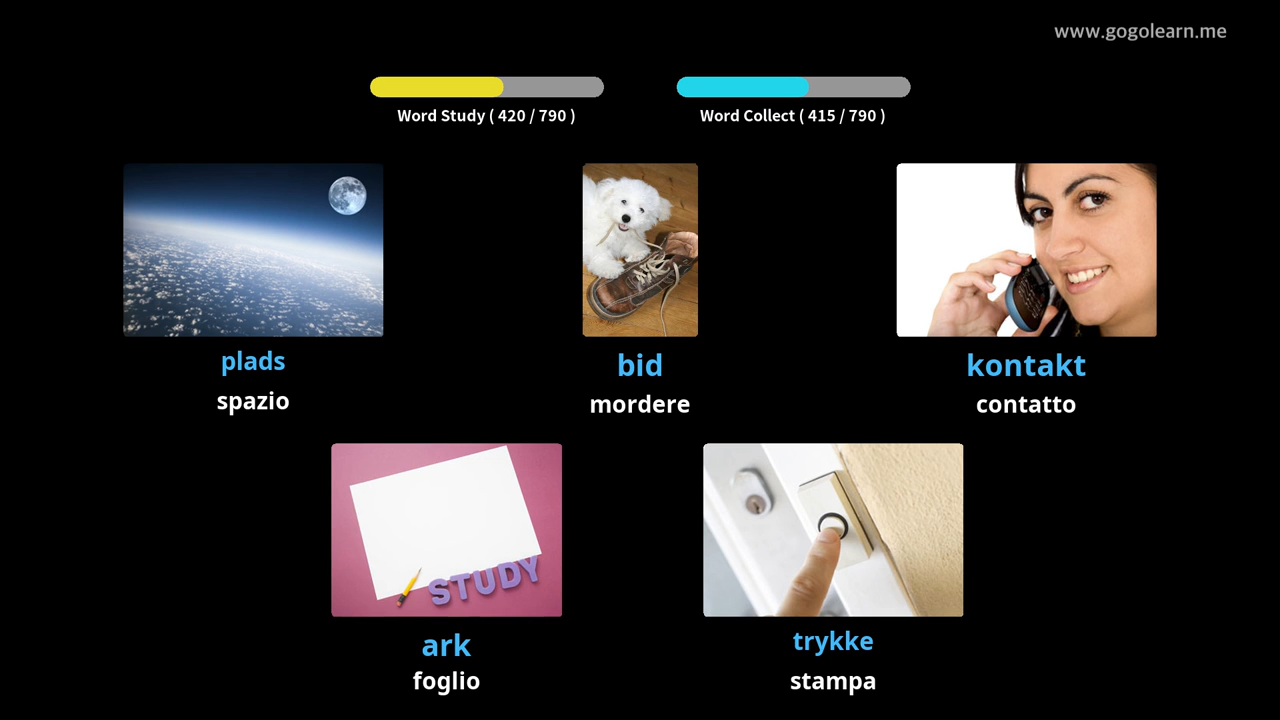 www.gogolearn.me
Word Study ( 420 / 790 )
Word Collect ( 415 / 790 )
plads
spazio
bid
mordere
kontakt
contatto
STUDY
ark
foglio
trykke
stampa